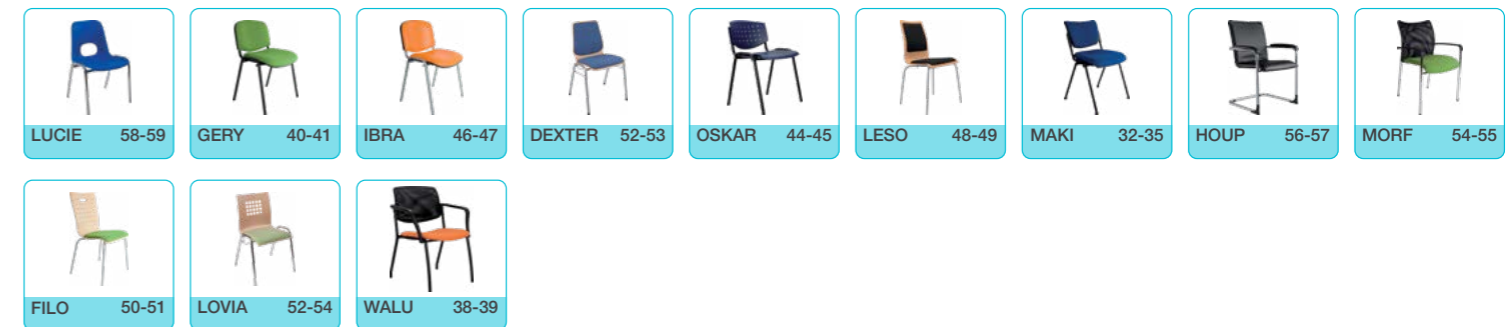 LUCIE 58-59
GERY 40-41
IBRA 46-47
DEXTER 52-53
OSKAR 44-45
LESO 48-49
MAKI 32-35
HOUP 56-57
MORF 54-55
FILO 50-51
LOVIA 52-54
WALU 38-39